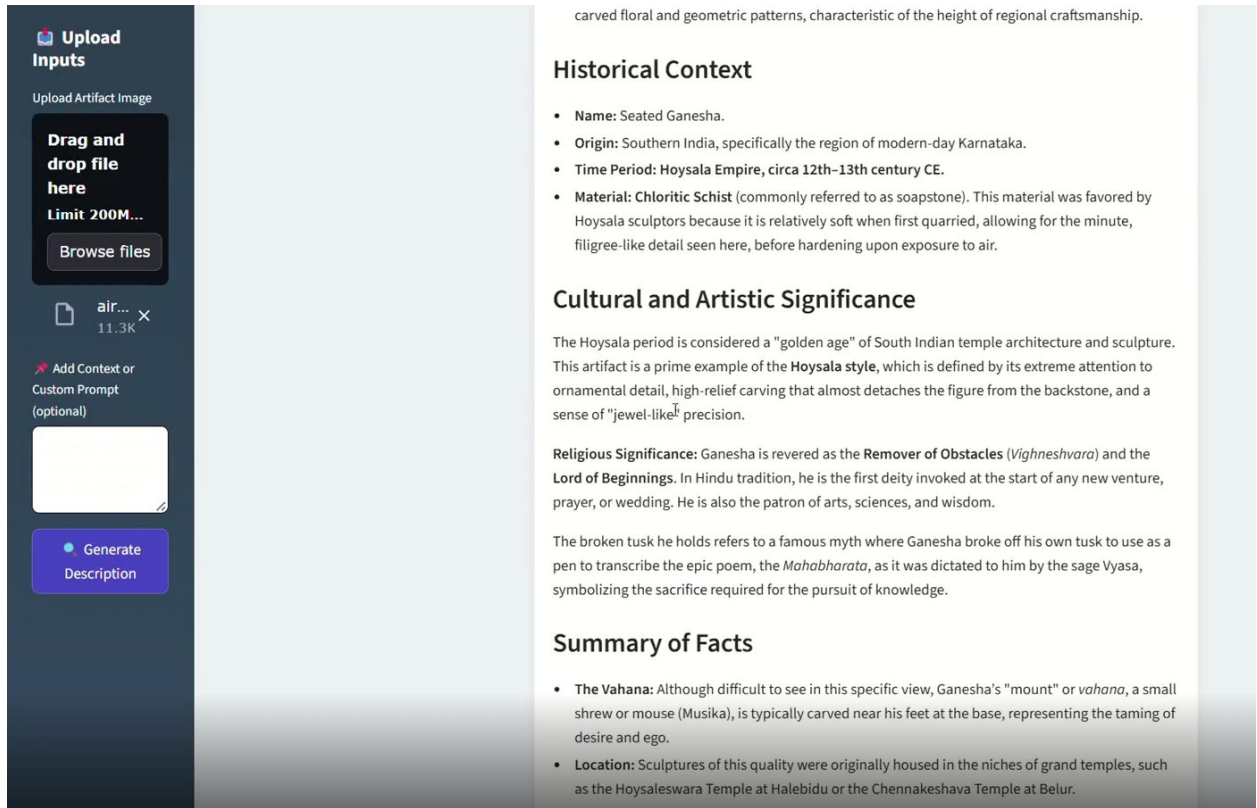 Upload
Inputs
Upload Artifact Image
Drag and
drop file
here
Limit 200M...
Browse files
air...
11.3K
Add Context or
Custom Prompt
(optional)
Generate
Description
carved floral and geometric patterns, characteristic of the height of regional craftsmanship.
Historical Context
• Name: Seated Ganesha.
• Origin: Southern India, specifically the region of modern-day Karnataka.
• Time Period: Hoysala Empire, circa 12th–13th century CE.
• Material: Chloritic Schist (commonly referred to as soapstone). This material was favored by
Hoysala sculptors because it is relatively soft when first quarried, allowing for the minute,
filigree-like detail seen here, before hardening upon exposure to air.
Cultural and Artistic Significance
The Hoysala period is considered a "golden age" of South Indian temple architecture and sculpture.
This artifact is a prime example of the Hoysala style, which is defined by its extreme attention to
ornamental detail, high-relief carving that almost detaches the figure from the backstone, and a
sense of "jewel-like" precision.
Religious Significance: Ganesha is revered as the Remover of Obstacles (Vighneshvara) and the
Lord of Beginnings. In Hindu tradition, he is the first deity invoked at the start of any new venture,
prayer, or wedding. He is also the patron of arts, sciences, and wisdom.
The broken tusk he holds refers to a famous myth where Ganesha broke off his own tusk to use as a
pen to transcribe the epic poem, the Mahabharata, as it was dictated to him by the sage Vyasa,
symbolizing the sacrifice required for the pursuit of knowledge.
Summary of Facts
• The Vahana: Although difficult to see in this specific view, Ganesha's "mount" or vahana, a small
shrew or mouse (Musika), is typically carved near his feet at the base, representing the taming of
desire and ego.
• Location: Sculptures of this quality were originally housed in the niches of grand temples, such
as the Hoysaleswara Temple at Halebidu or the Chennakeshava Temple at Belur.